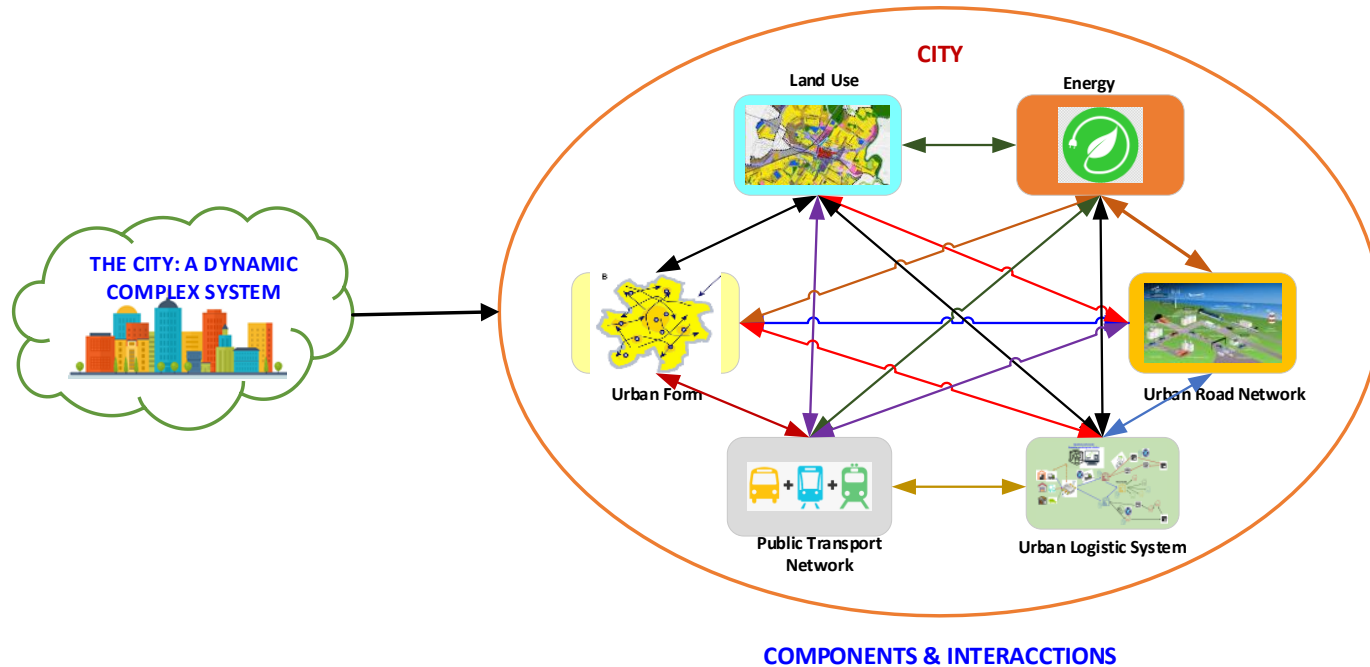 CITY
Land Use
Energy
THE CITY: A DYNAMIC
COMPLEX SYSTEM
B
Urban Form
Urban Road Network
Public Transport
Network
Urban Logistic System
COMPONENTS & INTERACCTIONS